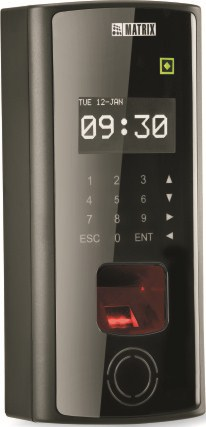 MATRIX
TUE 12-JAN
09:30
1 2 3 ▲
4 5 6 ▼
7 8 9 ►
ESC 0 ENT ◄